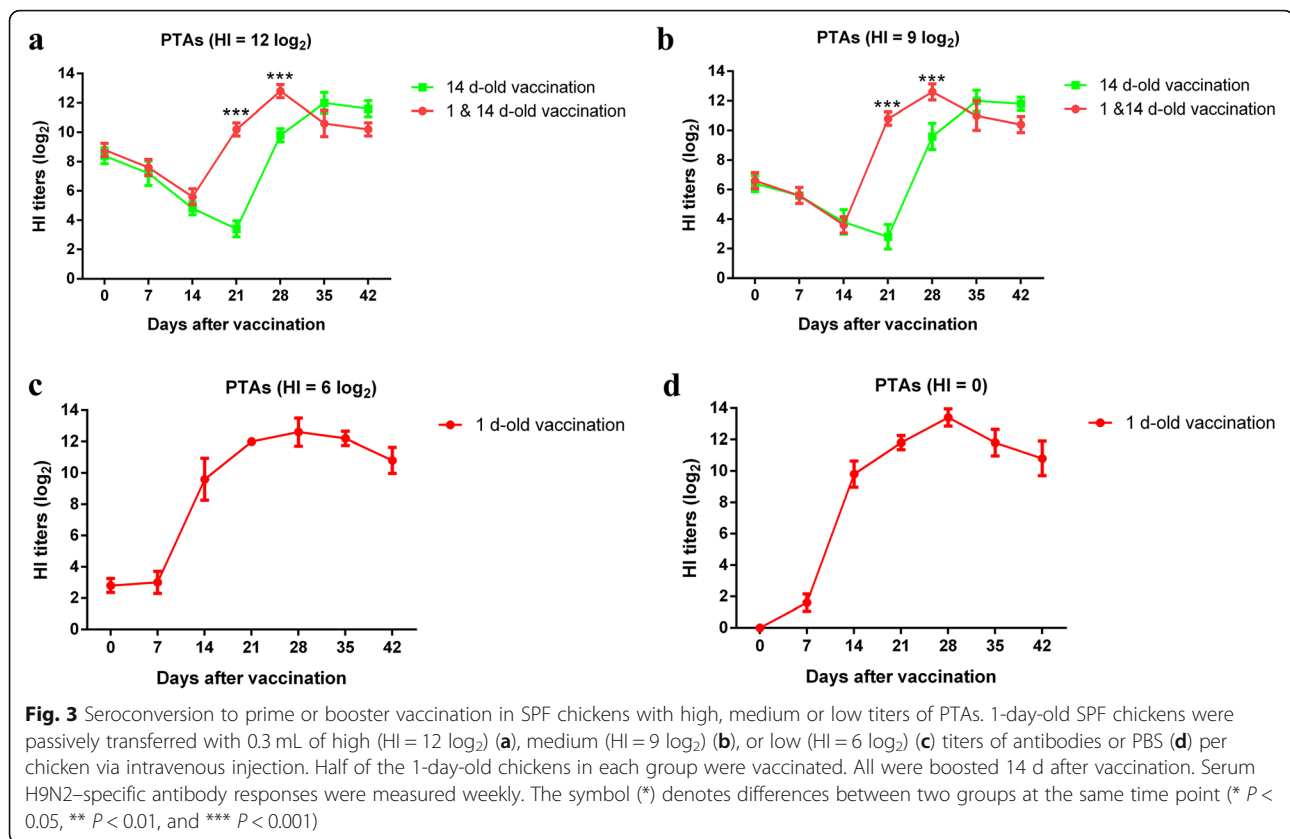 a
PTAs (HI = 12 log₂)
HI titers (log₂)
14
12
10
8
6
4
2
0
***
***
0 7 14 21 28 35 42
Days after vaccination
14 d-old vaccination
1 & 14 d-old vaccination
b
PTAs (HI = 9 log₂)
HI titers (log₂)
14
12
10
8
6
4
2
0
***
***
0 7 14 21 28 35 42
Days after vaccination
14 d-old vaccination
1 &14 d-old vaccination
c
PTAs (HI = 6 log₂)
HI titers (log₂)
14
12
10
8
6
4
2
0
0 7 14 21 28 35 42
Days after vaccination
1 d-old vaccination
d
PTAs (HI = 0)
HI titers (log₂)
14
12
10
8
6
4
2
0
0 7 14 21 28 35 42
Days after vaccination
1 d-old vaccination
Fig. 3 Seroconversion to prime or booster vaccination in SPF chickens with high, medium or low titers of PTAs. 1-day-old SPF chickens were
passively transferred with 0.3 mL of high (HI = 12 log₂) (a), medium (HI = 9 log₂) (b), or low (HI = 6 log₂) (c) titers of antibodies or PBS (d) per
chicken via intravenous injection. Half of the 1-day-old chickens in each group were vaccinated. All were boosted 14 d after vaccination. Serum
H9N2–specific antibody responses were measured weekly. The symbol (*) denotes differences between two groups at the same time point (* P <
0.05, ** P < 0.01, and *** P < 0.001)